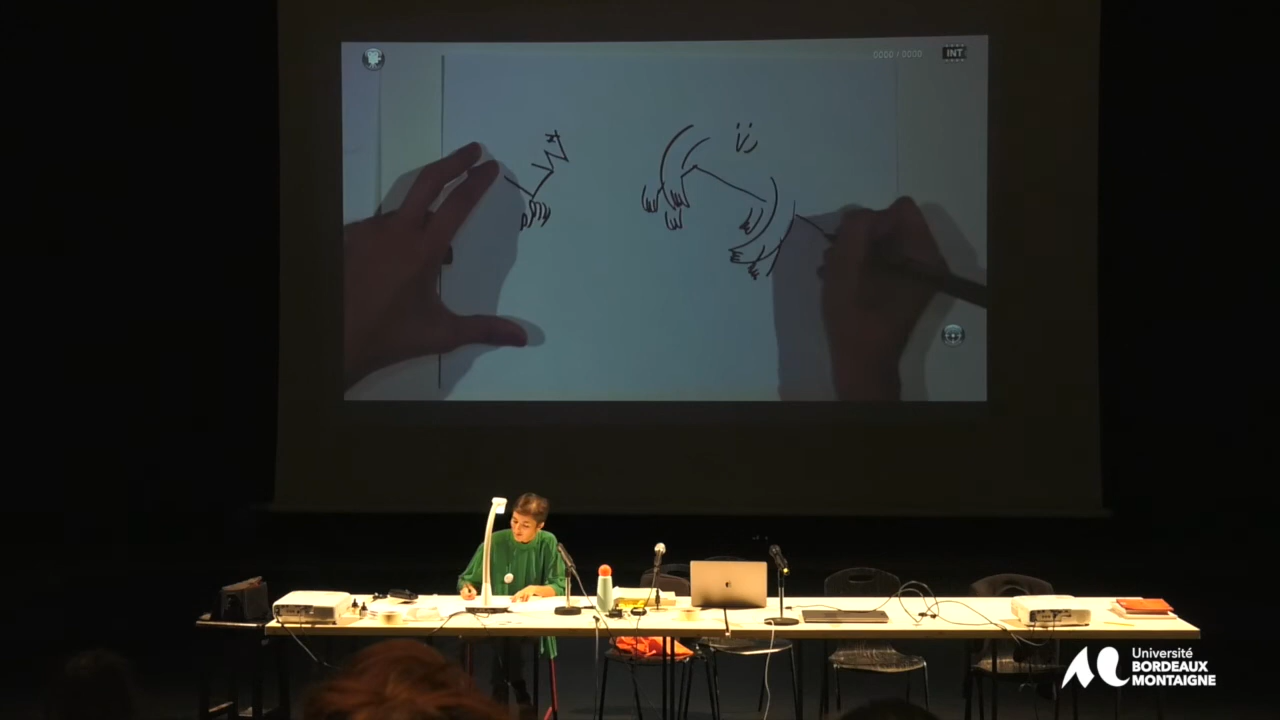 0000 / 0000
INT
Université
BORDEAUX
MONTAIGNE